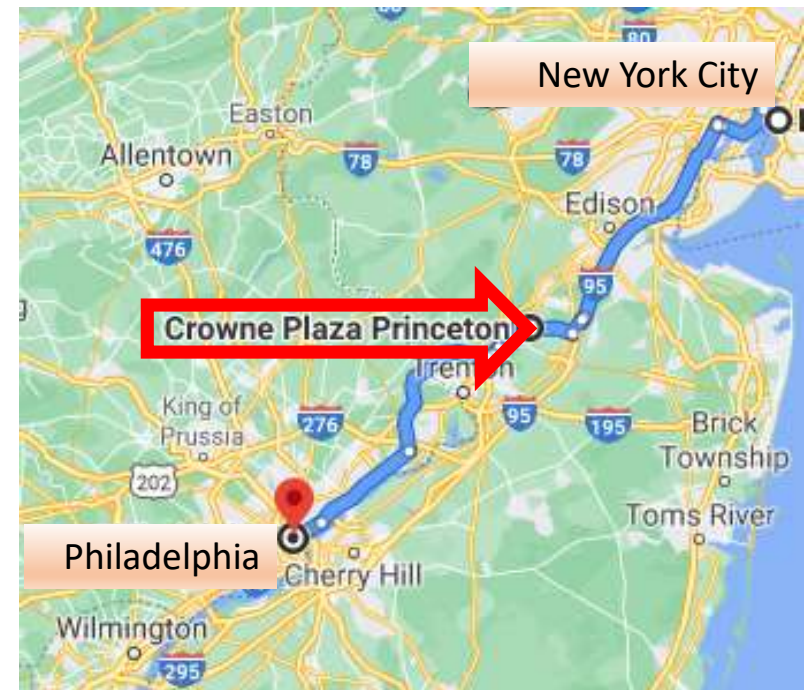 80
New York City
Easton
Allentown
78
78
Edison
476
95
Crowne Plaza Princeton
Trenton
King of
Prussia
276
95
195
Brick
Township
202
Toms River
Philadelphia
Cherry Hill
Wilmington
295